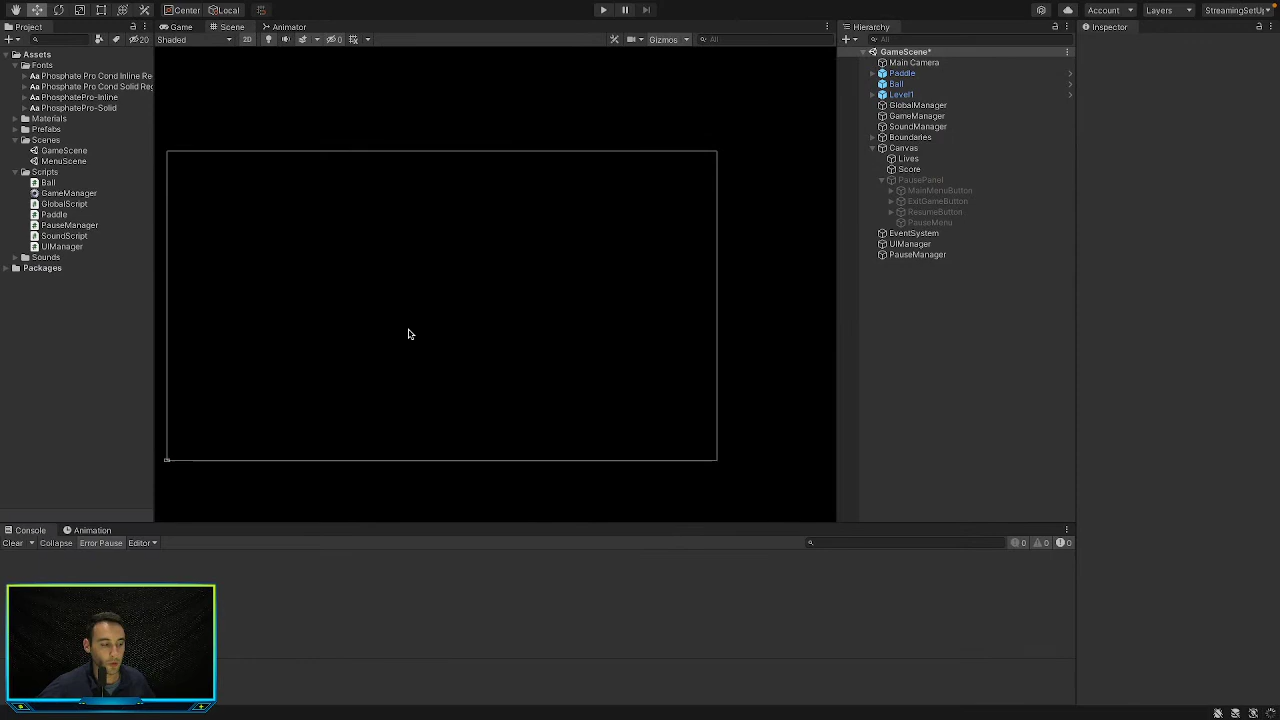 Center
Local
Account
Layers
StreamingSetUp
Project
Game
Scene
Animator
Hierarchy
Inspector
20
Shaded
2D
0
Gizmos
All
All
Assets
Fonts
Phosphate Pro Cond Inline Re
Phosphate Pro Cond Solid Reg
PhosphatePro-Inline
PhosphatePro-Solid
Materials
Prefabs
Scenes
GameScene
MenuScene
Scripts
Ball
GameManager
GlobalScript
Paddle
PauseManager
SoundScript
UIManager
Sounds
Packages
GameScene*
Main Camera
Paddle
Ball
Level1
GlobalManager
GameManager
SoundManager
Boundaries
Canvas
Lives
Score
PausePanel
MainMenuButton
ExitGameButton
ResumeButton
PauseMenu
EventSystem
UIManager
PauseManager
Console
Animation
Clear
Collapse
Error Pause
Editor
0
0
0